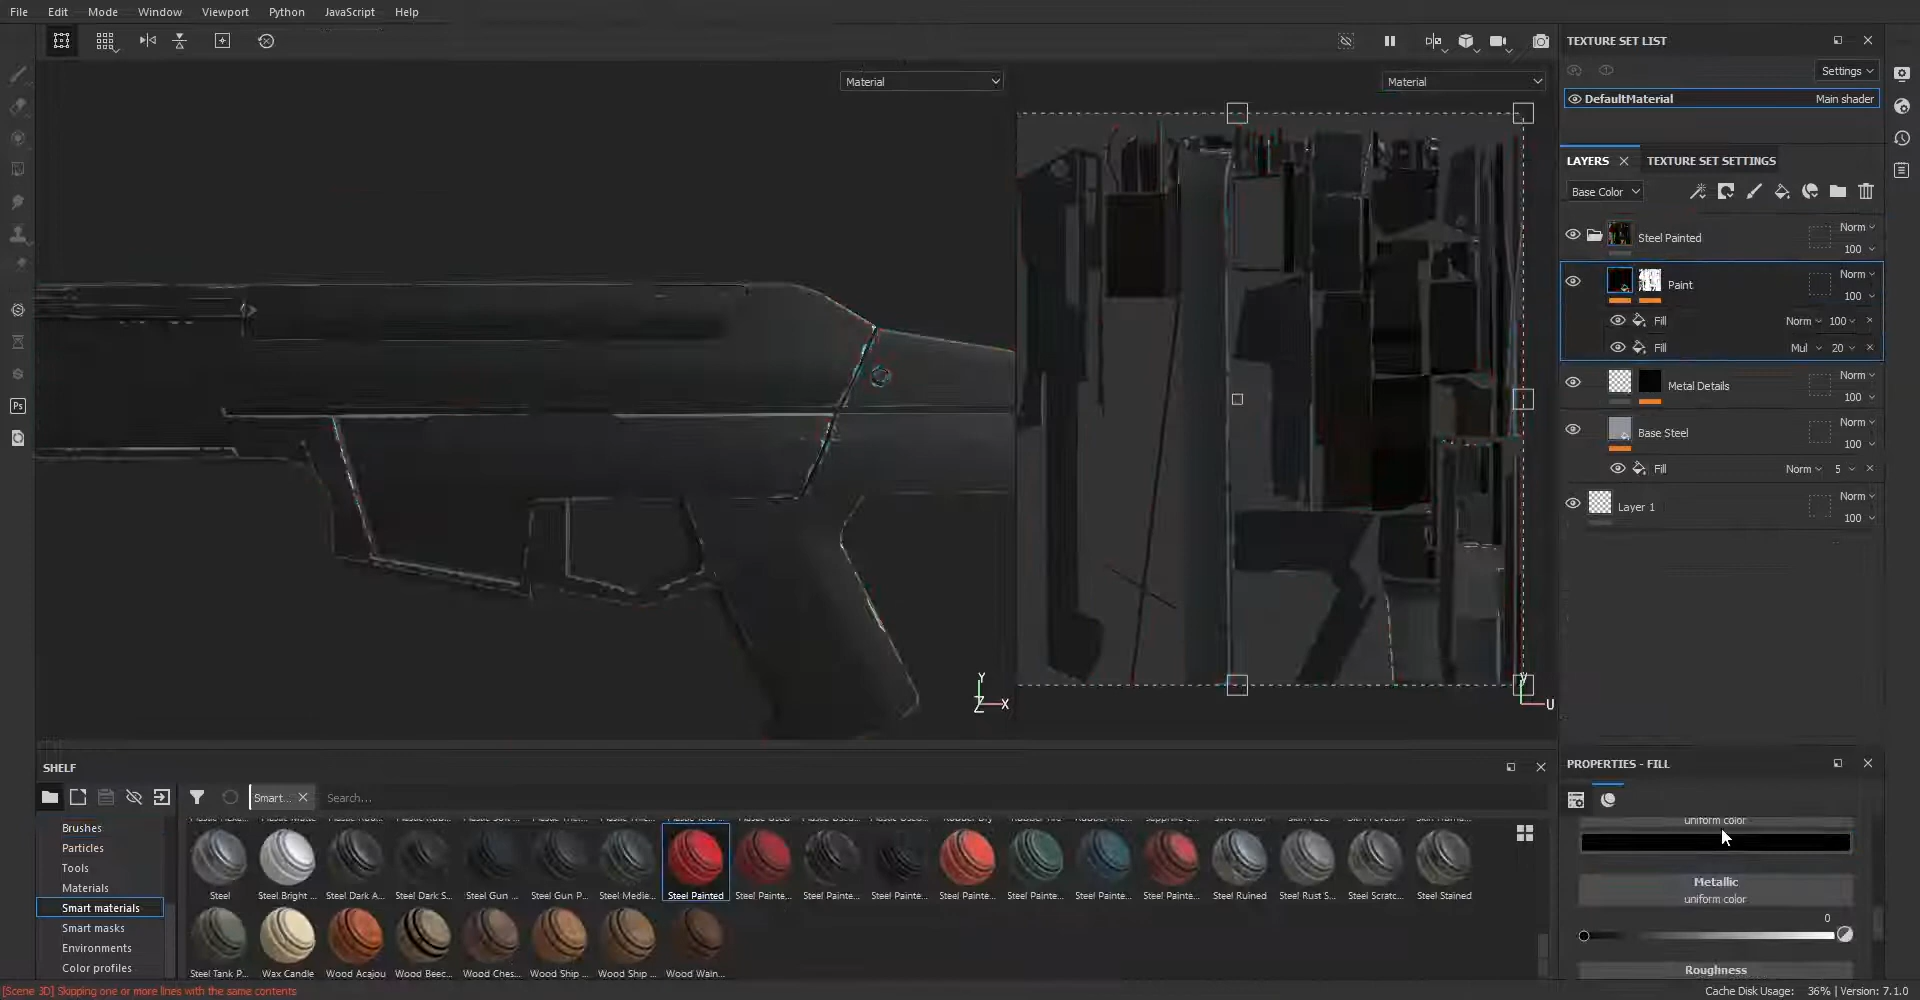 File Edit Mode Window Viewport Python JavaScript Help
TEXTURE SET LIST
Settings
Material
Material
DefaultMaterial Main shader
LAYERS TEXTURE SET SETTINGS
Base Color
Steel Painted Norm 100
Paint Norm 100
Fill Norm 100
Fill Mul 20
Metal Details Norm 100
Base Steel Norm 100
Fill Norm 5
Layer 1 Norm 100
Y
Z X
U
SHELF
Smart...
Search...
Brushes
Particles
Tools
Materials
Smart materials
Smart masks
Environments
Color profiles
Steel Steel Bright ... Steel Dark A... Steel Dark S... Steel Gun ... Steel Gun P... Steel Medie... Steel Painted Steel Painte... Steel Painte... Steel Painte... Steel Painte... Steel Painte... Steel Painte... Steel Painte... Steel Ruined Steel Rust S... Steel Scratc... Steel Stained
Steel Tank P... Wax Candle Wood Acajou Wood Beec... Wood Ches... Wood Ship ... Wood Ship ... Wood Waln...
PROPERTIES - FILL
uniform color
Metallic
uniform color
0
Roughness
[Scene 3D] Skipping one or more lines with the same contents
Cache Disk Usage: 36% | Version: 7.1.0